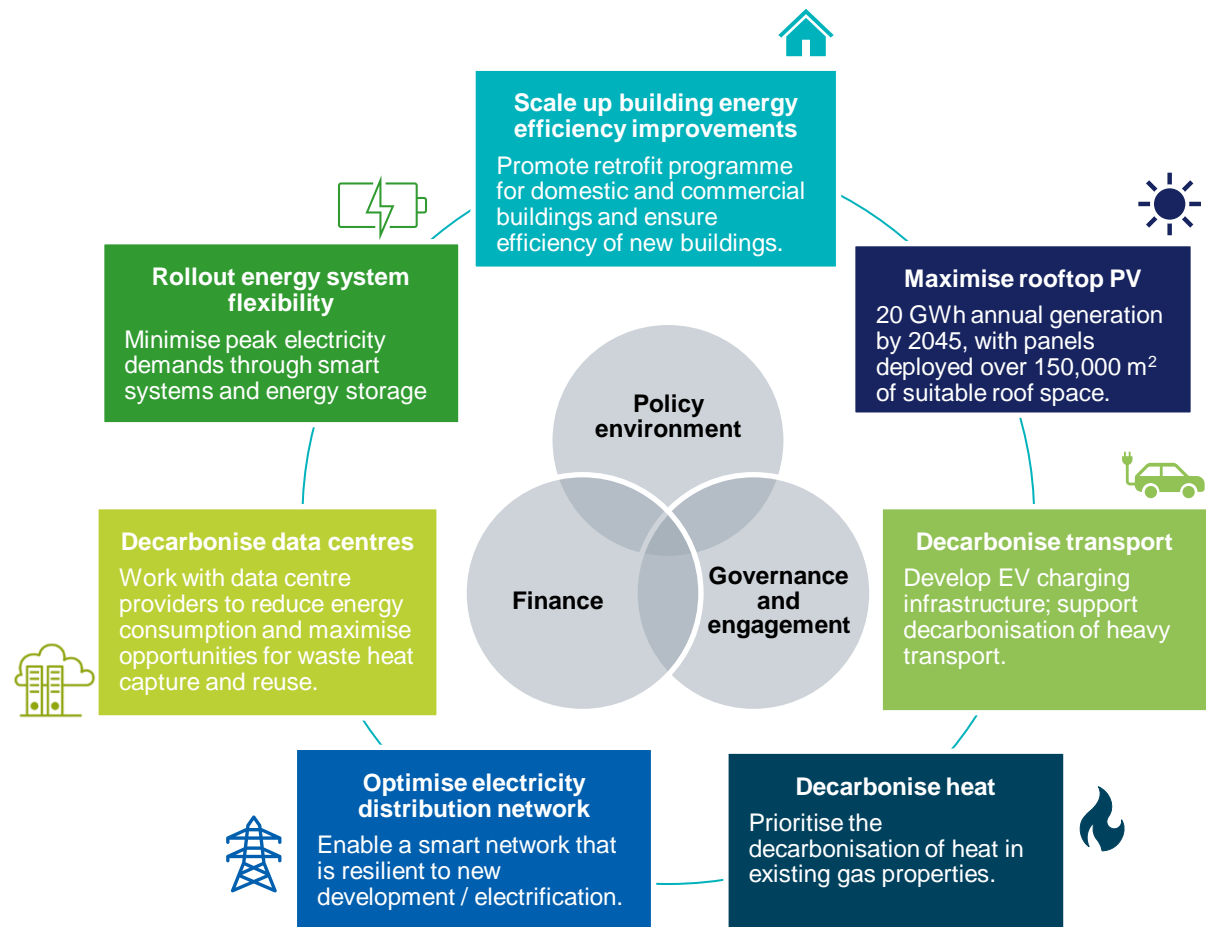 Scale up building energy
efficiency improvements
Promote retrofit programme
for domestic and commercial
buildings and ensure
efficiency of new buildings.
Rollout energy system
flexibility
Minimise peak electricity
demands through smart
systems and energy storage
Maximise rooftop PV
20 GWh annual generation
by 2045, with panels
deployed over 150,000 m²
of suitable roof space.
Policy
environment
Finance
Governance
and
engagement
Decarbonise data centres
Work with data centre
providers to reduce energy
consumption and maximise
opportunities for waste heat
capture and reuse.
Decarbonise transport
Develop EV charging
infrastructure; support
decarbonisation of heavy
transport.
Optimise electricity
distribution network
Enable a smart network that
is resilient to new
development / electrification.
Decarbonise heat
Prioritise the
decarbonisation of heat in
existing gas properties.